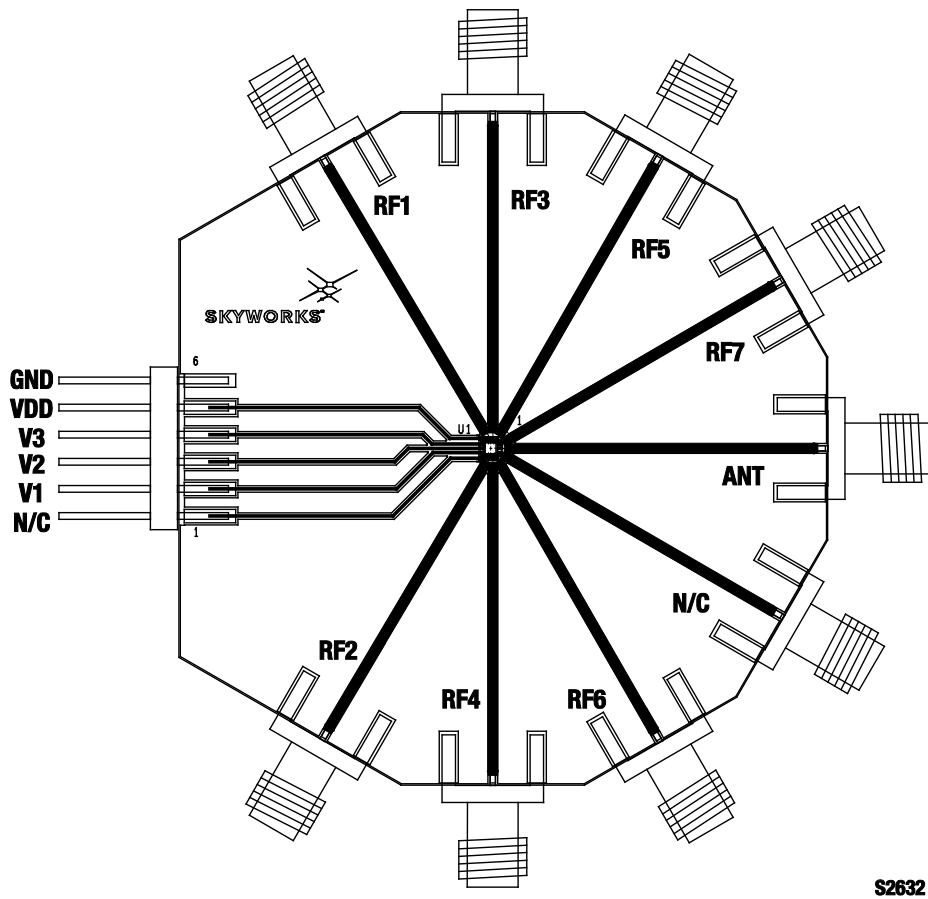 RF1
RF3
RF5
SKYWORKS
RF7
6
GND
VDD
V3
V2
V1
N/C
1
U1
1
ANT
N/C
RF2
RF4
RF6
S2632